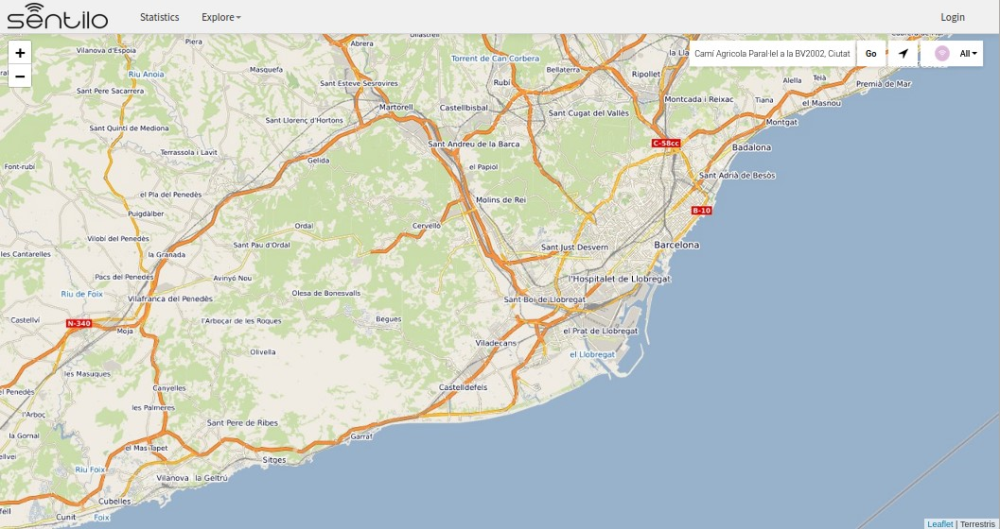 sentilo
Statistics
Explore
Login
+
−
Camí Agricola Paral·lel a la BV2002, Ciutat
Go
All
Piera
Abrera
Vilanova d'Espoia
Torrent de Can Corbera
Riu Anoia
Masquefa
Bellaterra
Ripollet
Sant Esteve Sesrovires
Rubí
Alella
Teià
Premià de Mar
Sant Pere Sacarrera
Martorell
Castellbisbal
Montcada i Reixac
Tiana
el Masnou
Sant Cugat del Vallès
Sant Llorenç d'Hortons
Montgat
Sant Quintí de Mediona
C-58cc
Sant Andreu de la Barca
Badalona
Terrassola i Lavit
Gelida
Font-rubí
el Papiol
Sant Adrià de Besòs
el Pla del Penedès
Molins de Rei
B-10
Puigdàlber
Ordal
Cervelló
Vilobí del Penedès
Sant Pau d'Ordal
Sant Just Desvern
Barcelona
les Cantarelles
la Granada
Pacs del Penedès
Avinyó Nou
l'Hospitalet de Llobregat
Riu de Foix
Olesa de Bonesvalls
Vilafranca del Penedès
Sant Boi de Llobregat
Castellví
l'Arboçar de les Roques
Begues
N-340
Moja
el Prat de Llobregat
Viladecans
Olivella
el Llobregat
les Masuques
Canyelles
Castelldefels
el Penedès
les Palmeres
l'Arboç
Sant Pere de Ribes
la Gornal
Garraf
el Mas Tapet
Sitges
Riu Foix
Vilanova i la Geltrú
Cubelles
Cunit
Foix
Leaflet | Terrestris